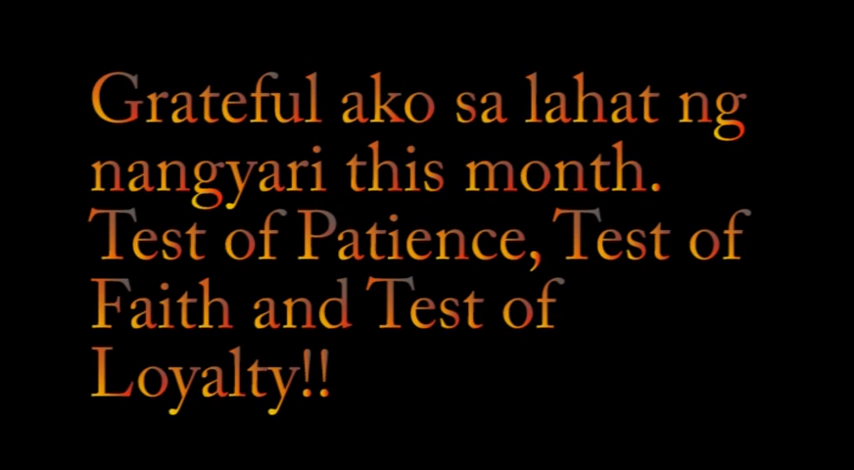 Grateful ako sa lahat ng
nangyari this month.
Test of Patience, Test of
Faith and Test of
Loyalty!!